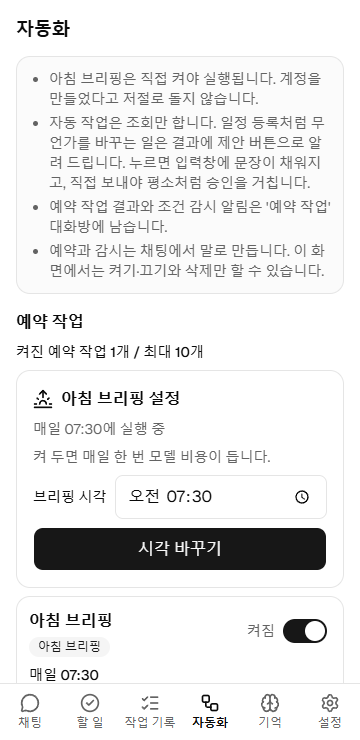 자동화
• 아침 브리핑은 직접 켜야 실행됩니다. 계정을
만들었다고 저절로 돌지 않습니다.
• 자동 작업은 조회만 합니다. 일정 등록처럼 무
언가를 바꾸는 일은 결과에 제안 버튼으로 알
려 드립니다. 누르면 입력창에 문장이 채워지
고, 직접 보내야 평소처럼 승인을 거칩니다.
• 예약 작업 결과와 조건 감시 알림은 '예약 작업'
대화방에 남습니다.
• 예약과 감시는 채팅에서 말로 만듭니다. 이 화
면에서는 켜기·끄기와 삭제만 할 수 있습니다.
예약 작업
켜진 예약 작업 1개 / 최대 10개
아침 브리핑 설정
매일 07:30에 실행 중
켜 두면 매일 한 번 모델 비용이 듭니다.
브리핑 시각 오전 07:30
시각 바꾸기
아침 브리핑 켜짐
아침 브리핑
매일 07:30
채팅 할 일 작업 기록 자동화 기억 설정